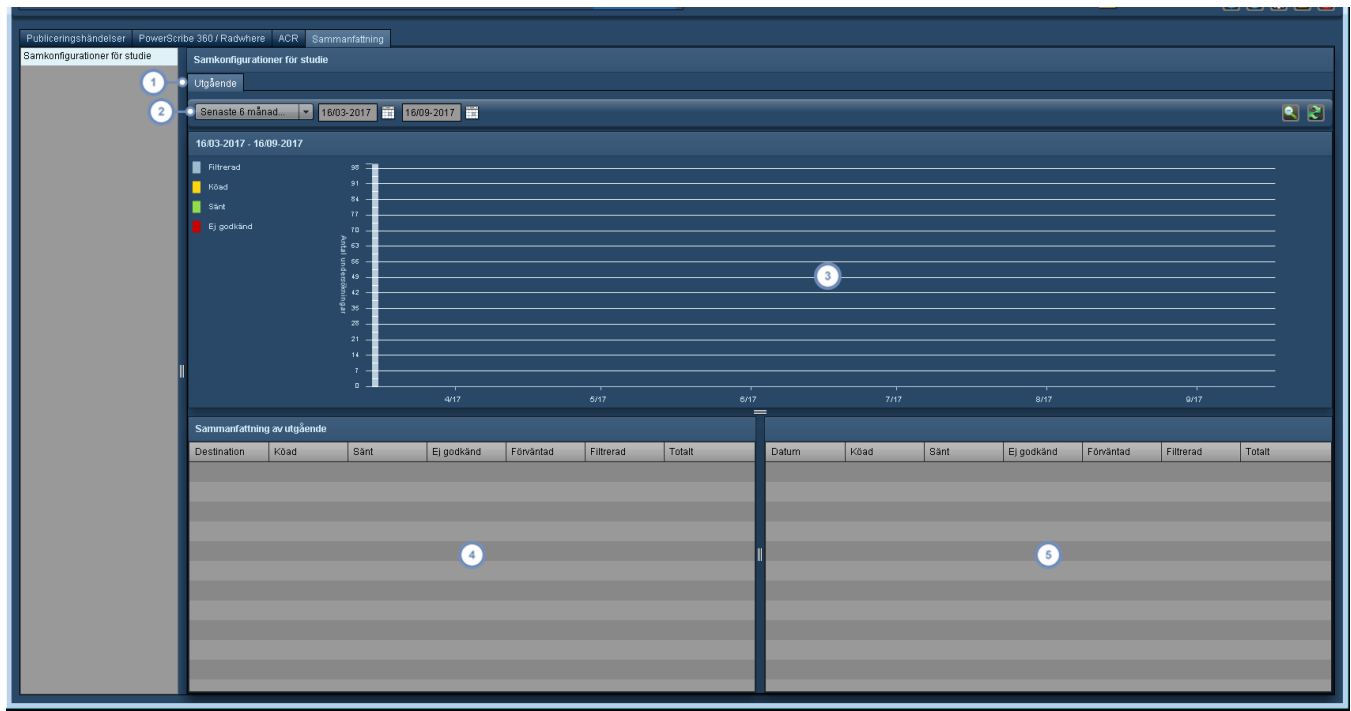 Publiceringshändelser PowerScribe 360 / Radwhere ACR Sammanfattning
Samkonfigurationer för studie
Samkonfigurationer för studie
1
Utgående
2
Senaste 6 månad... 16/03-2017 16/09-2017
16/03-2017 - 16/09-2017
Filtrerad
Köad
Sänt
Ej godkänd
Antal undersökningar
98
91
84
77
70
63
56
49
42
35
28
21
14
7
0
3
4/17 5/17 6/17 7/17 8/17 9/17
Sammanfattning av utgående
Destination Köad Sänt Ej godkänd Förväntad Filtrerad Totalt
Datum Köad Sänt Ej godkänd Förväntad Filtrerad Totalt
4
5